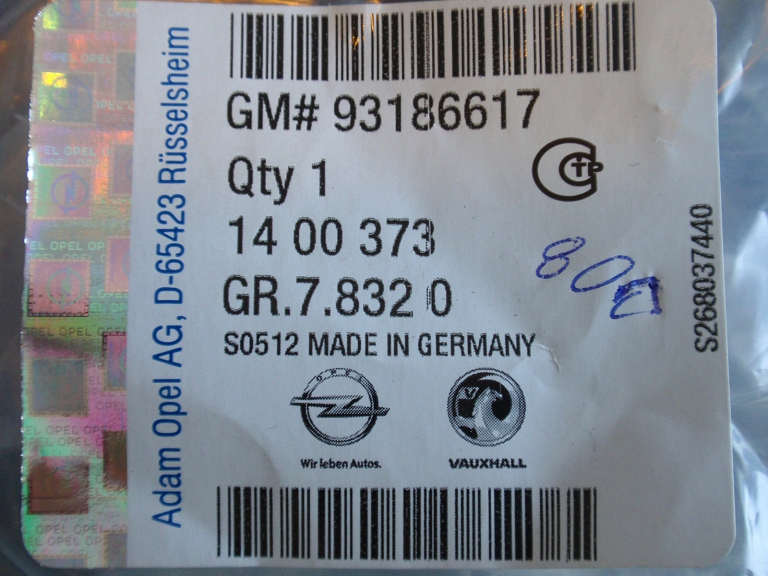 Adam Opel AG, D-65423 Rüsselsheim
GM# 93186617
Qty 1
14 00 373
GR.7.832 0
S0512 MADE IN GERMANY
80
S268037440
OPEL
Wir leben Autos.
V
VAUXHALL